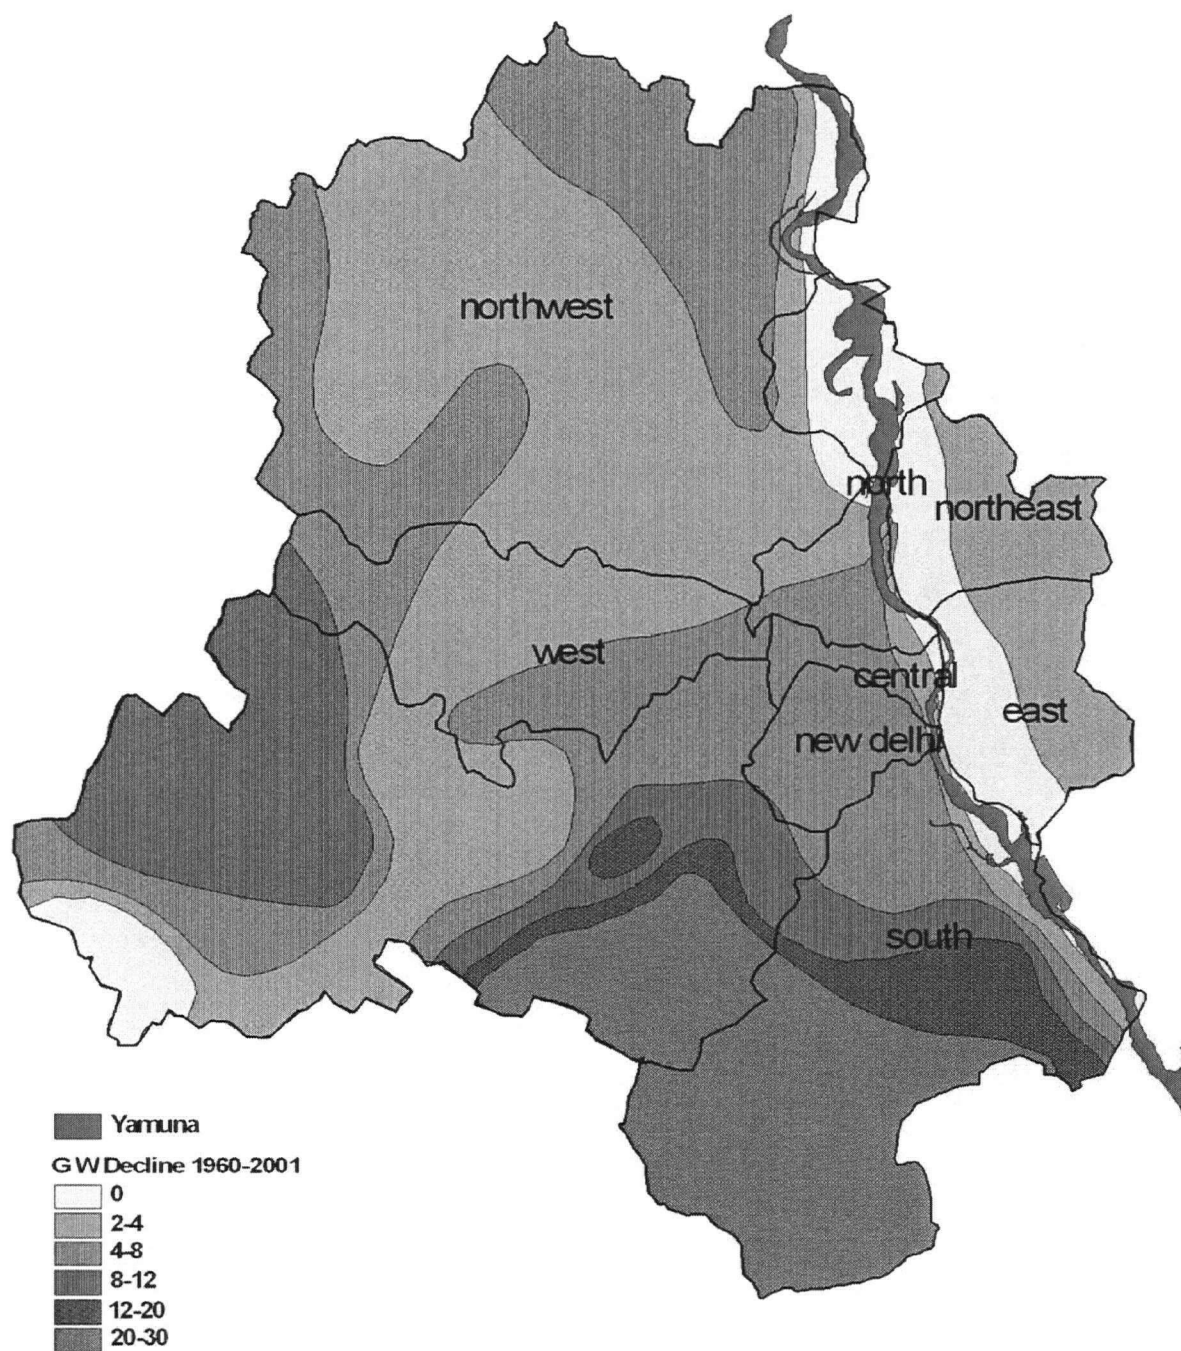 northwest
north
northeast
west
central
east
new delhi
south
Yamuna
GW Decline 1960-2001
0
2-4
4-8
8-12
12-20
20-30